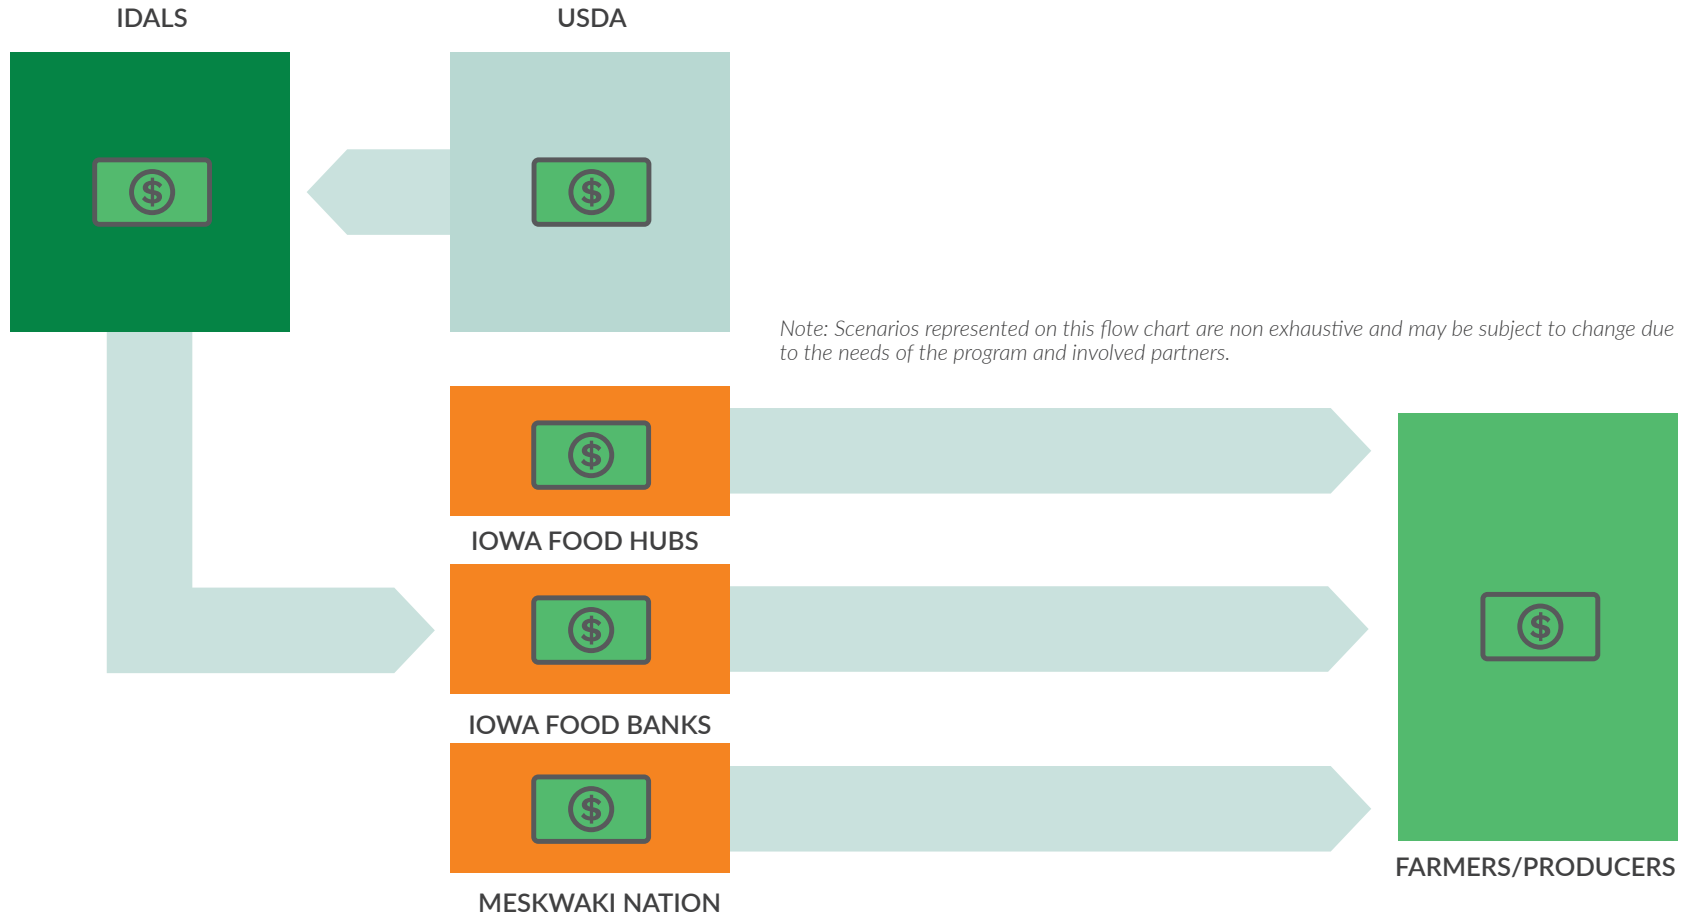 IDALS
USDA
$
$
Note: Scenarios represented on this flow chart are non exhaustive and may be subject to change due
to the needs of the program and involved partners.
$
IOWA FOOD HUBS
$
$
IOWA FOOD BANKS
$
MESKWAKI NATION
FARMERS/PRODUCERS